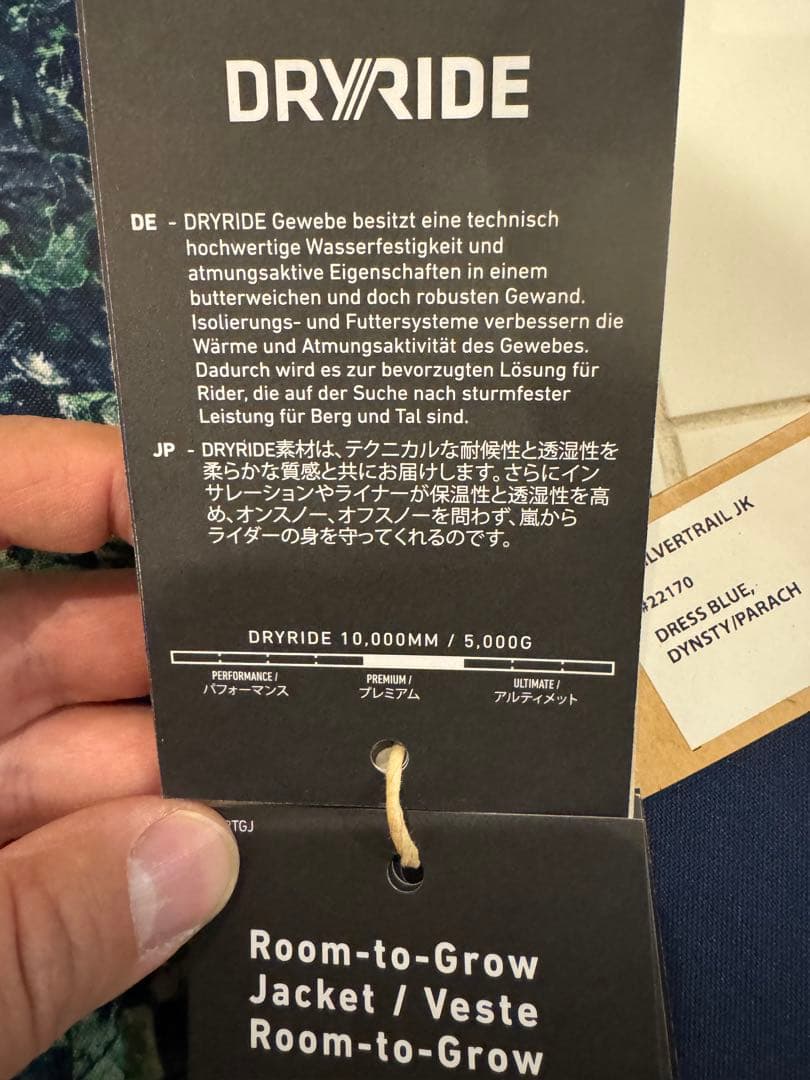 DRYRIDE
DE - DRYRIDE Gewebe besitzt eine technisch
hochwertige Wasserfestigkeit und
atmungsaktive Eigenschaften in einem
butterweichen und doch robusten Gewand.
Isolierungs- und Futtersysteme verbessern die
Wärme und Atmungsaktivität des Gewebes.
Dadurch wird es zur bevorzugten Lösung für
Rider, die auf der Suche nach sturmfester
Leistung für Berg und Tal sind.
JP - DRYRIDE素材は、テクニカルな耐候性と透湿性を
柔らかな質感と共にお届けします。さらにイン
サレーションやライナーが保温性と透湿性を高
め、オンスノー、オフスノーを問わず、嵐から
ライダーの身を守ってくれるのです。
DRYRIDE 10,000MM / 5,000G
PERFORMANCE /
パフォーマンス
PREMIUM /
プレミアム
ULTIMATE /
アルティメット
LVERTRAIL JK
#22170
DRESS BLUE,
DYNSTY/PARACH
RTGJ
Room-to-Grow
Jacket / Veste
Room-to-Grow